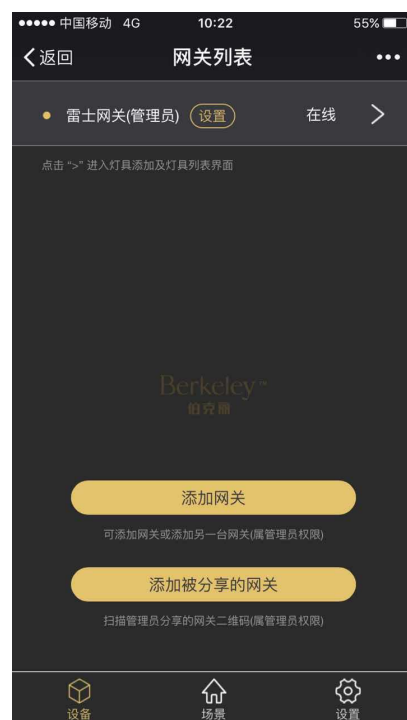 中国移动 4G 10:22 55%
返回 网关列表
雷士网关(管理员) 设置 在线
点击 “>” 进入灯具添加及灯具列表界面
Berkeley™
伯克丽
添加网关
可添加网关或添加另一台网关(属管理员权限)
添加被分享的网关
扫描管理员分享的网关二维码(属管理员权限)
设备 场景 设置